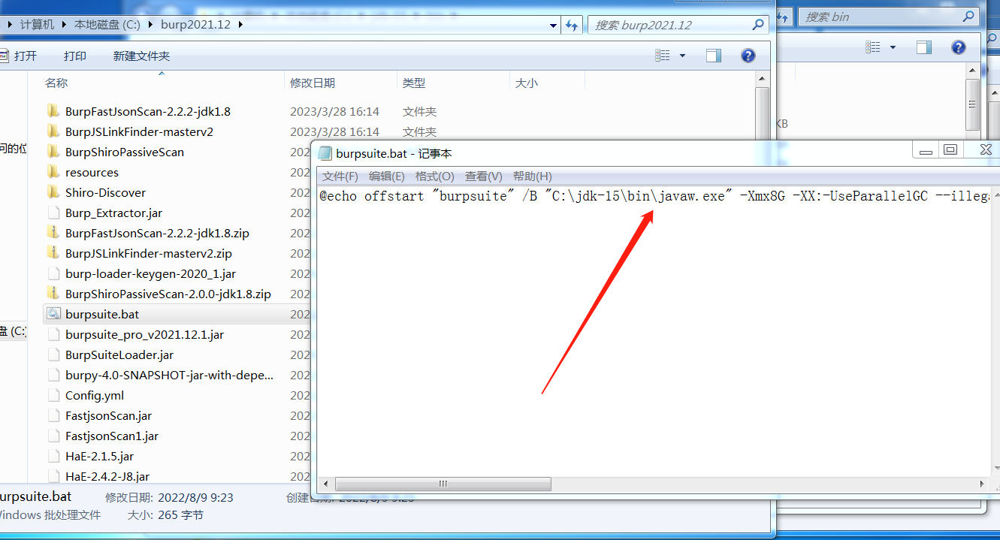 计算机 本地磁盘 (C:) burp2021.12
搜索 burp2021.12
搜索 bin
打开 打印 新建文件夹
名称 修改日期 类型 大小
BurpFastJsonScan-2.2.2-jdk1.8 2023/3/28 16:14 文件夹
BurpJSLinkFinder-masterv2 2023/3/28 16:14 文件夹
KB
问的位
BurpShiroPassiveScan 202
resources 202
Shiro-Discover 202
Burp_Extractor.jar 202
BurpFastJsonScan-2.2.2-jdk1.8.zip 202
BurpJSLinkFinder-masterv2.zip 202
burp-loader-keygen-2020_1.jar 202
BurpShiroPassiveScan-2.0.0-jdk1.8.zip 202
burpsuite.bat 202
盘 (C:)
burpsuite_pro_v2021.12.1.jar 202
BurpSuiteLoader.jar 202
burpy-4.0-SNAPSHOT-jar-with-depe... 202
Config.yml 202
FastjsonScan.jar 202
FastjsonScan1.jar 202
HaE-2.1.5.jar 202
HaE-2.4.2-J8.jar 202
burpsuite.bat - 记事本
文件(F) 编辑(E) 格式(O) 查看(V) 帮助(H)
@echo offstart "burpsuite" /B "C:\jdk-15\bin\javaw.exe" -Xmx8G -XX:-UseParallelGC --illega
urpsuite.bat 修改日期: 2022/8/9 9:23 创建日期: 2022/8/9 9:23
Windows 批处理文件 大小: 265 字节